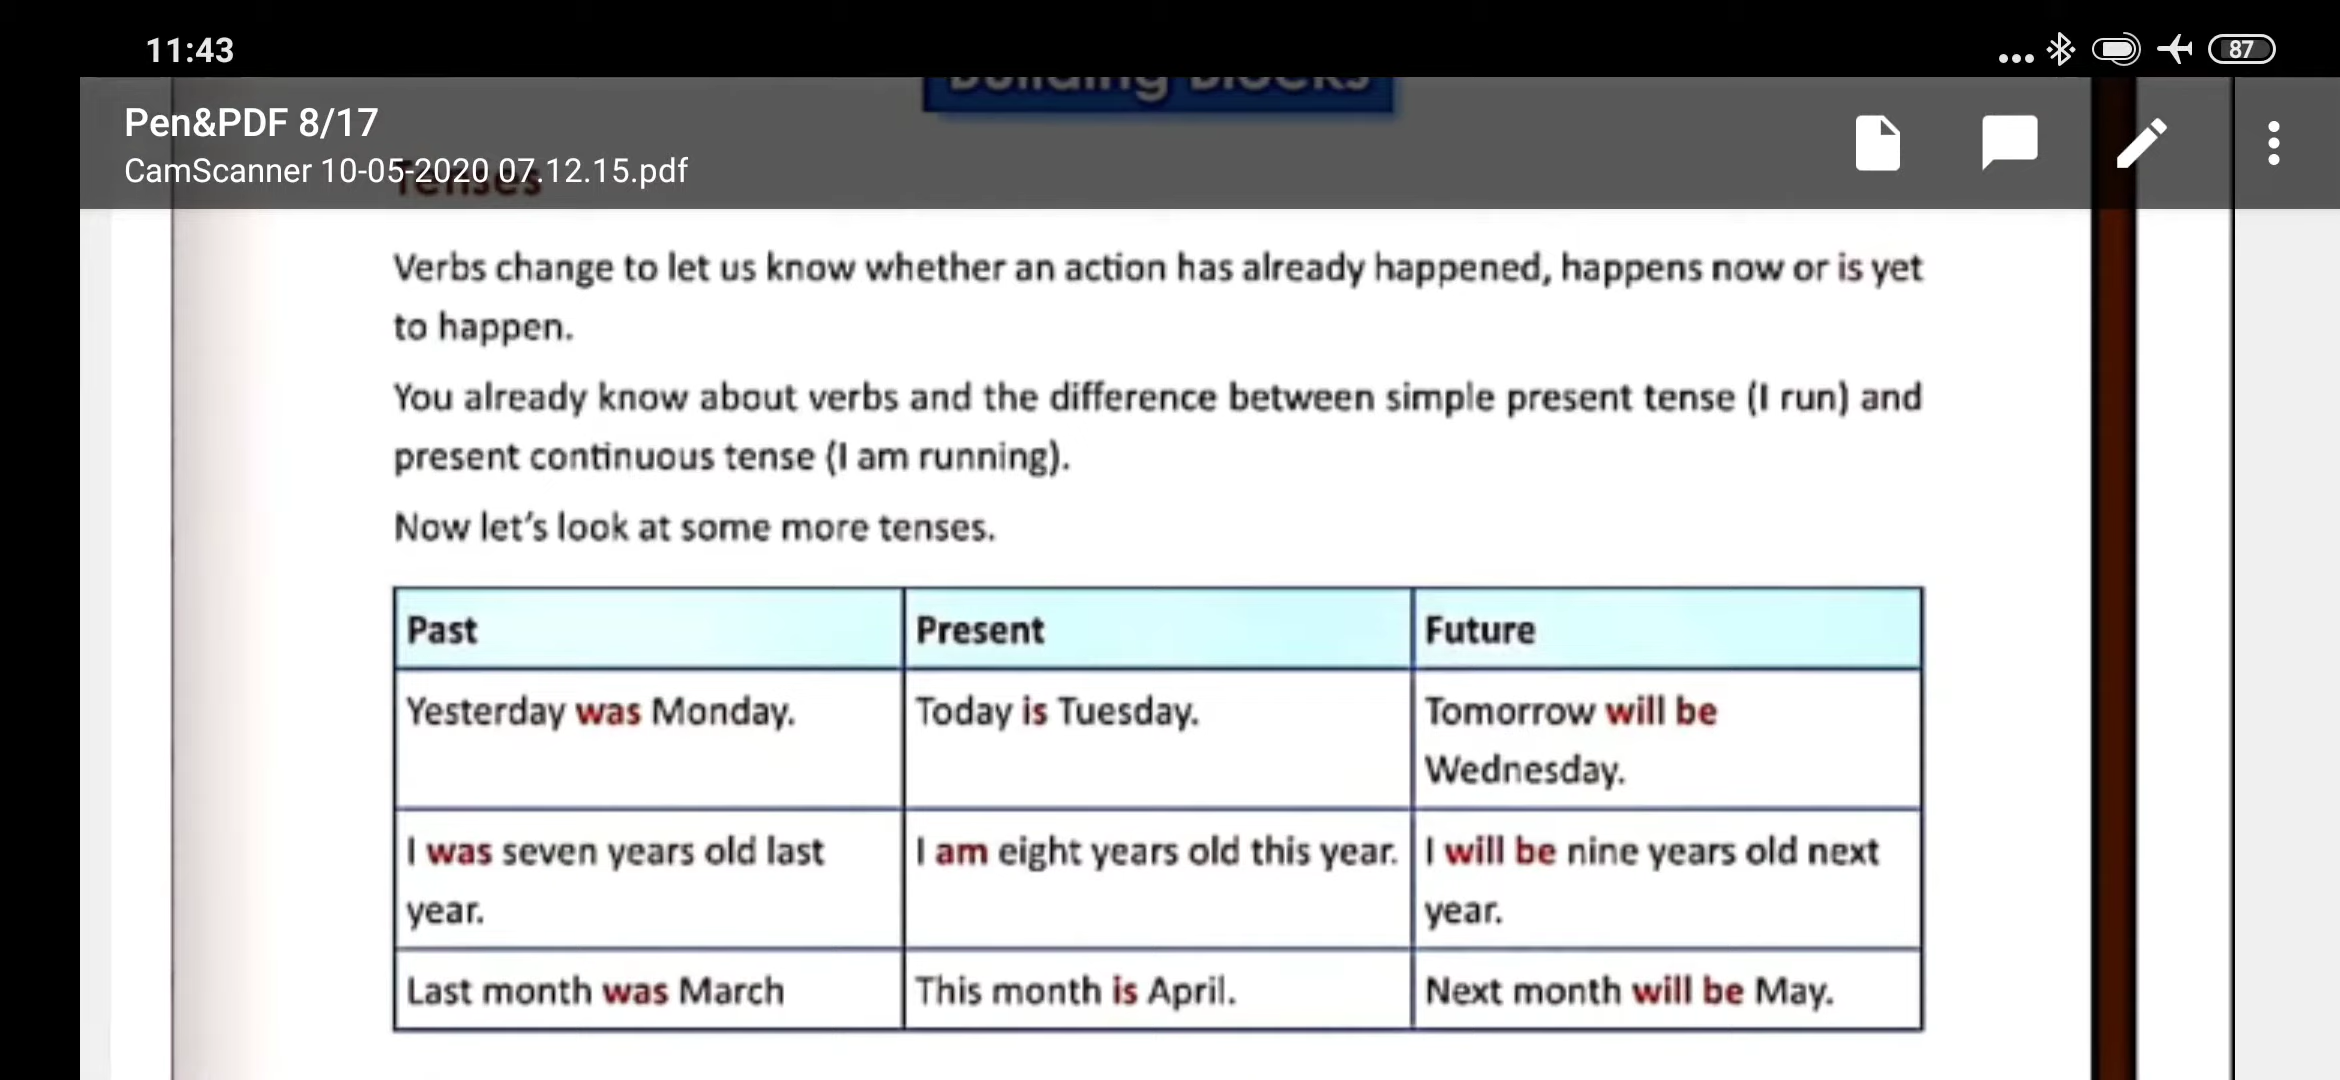 11:43
87
Pen&PDF 8/17
CamScanner 10-05-2020 07.12.15.pdf
Building Blocks
Tenses
Verbs change to let us know whether an action has already happened, happens now or is yet
to happen.
You already know about verbs and the difference between simple present tense (I run) and
present continuous tense (I am running).
Now let's look at some more tenses.
Past Present Future
Yesterday was Monday. Today is Tuesday. Tomorrow will be
Wednesday.
I was seven years old last I am eight years old this year. I will be nine years old next
year. year.
Last month was March This month is April. Next month will be May.